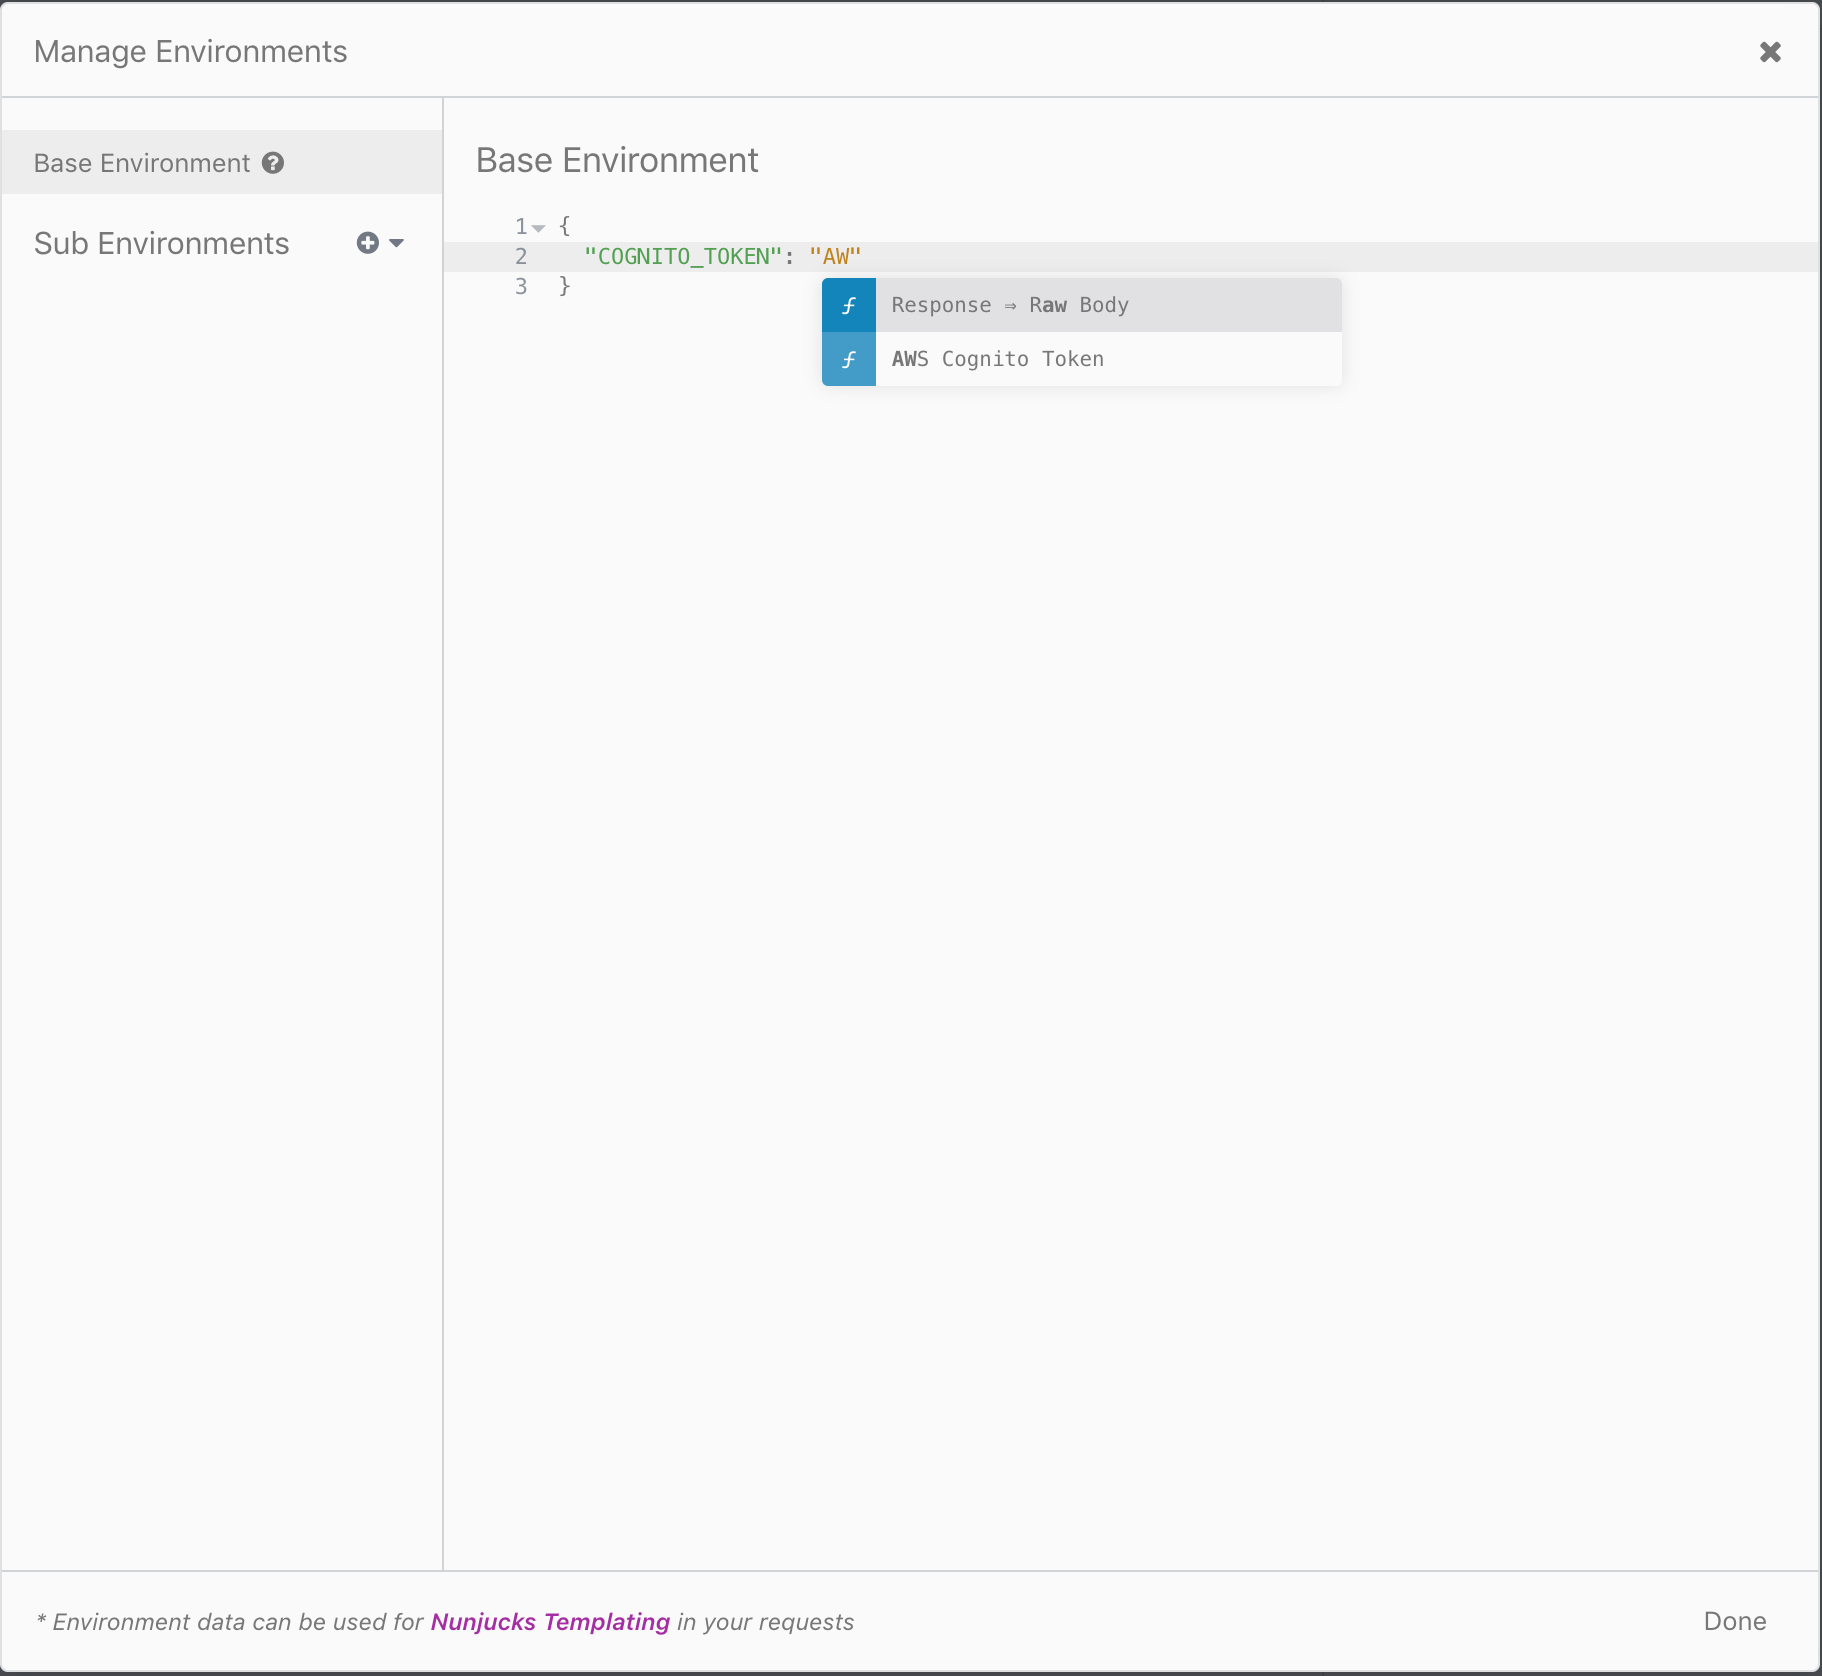 Manage Environments
Base Environment
Sub Environments
Base Environment
1 {
2 "COGNITO_TOKEN": "AW"
3 }
Response ⇒ Raw Body
AWS Cognito Token
* Environment data can be used for Nunjucks Templating in your requests
Done